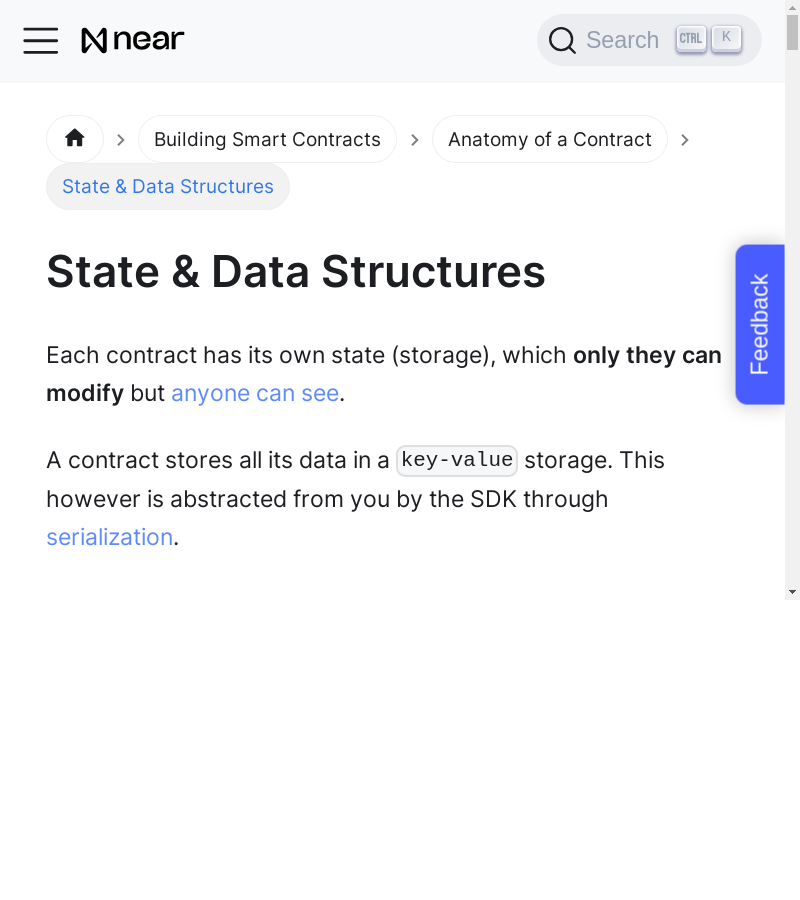 near
Search CTRL K
Building Smart Contracts Anatomy of a Contract
State & Data Structures
State & Data Structures
Feedback
Each contract has its own state (storage), which only they can
modify but anyone can see.
A contract stores all its data in a key-value storage. This
however is abstracted from you by the SDK through
serialization.